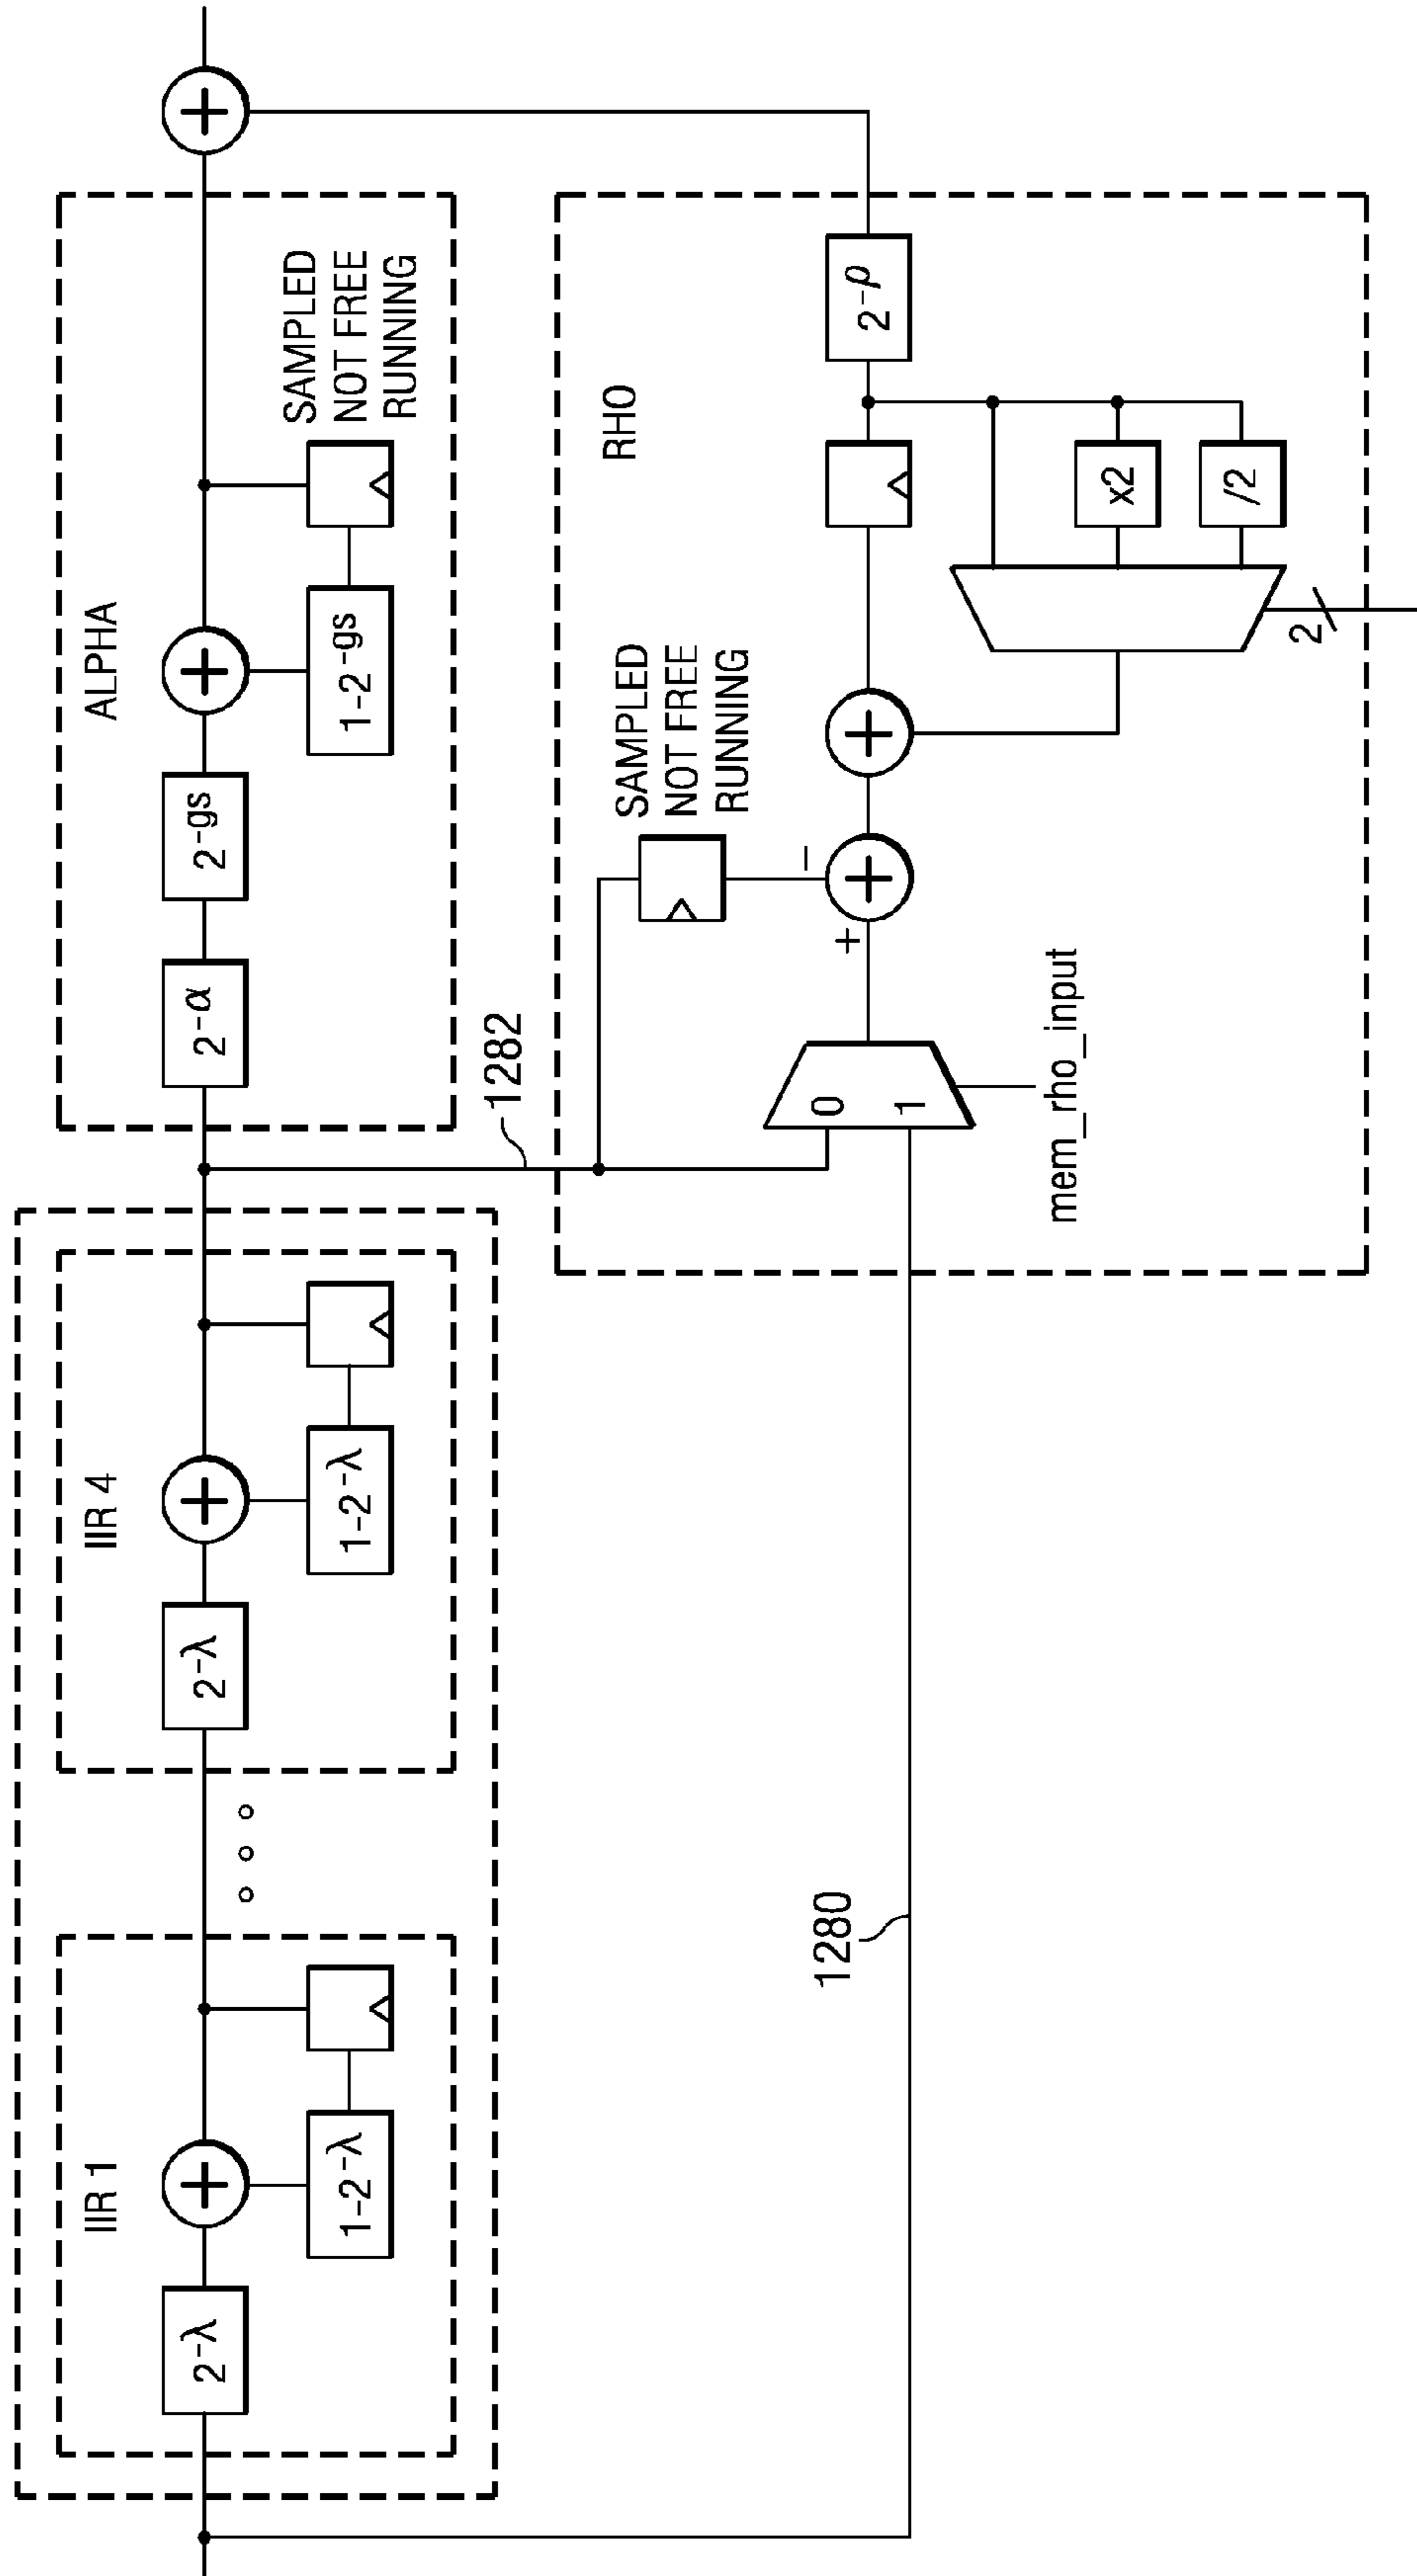 IIR 1
2-λ
1-2-λ
IIR 4
2-λ
1-2-λ
ALPHA
2-α
2-gs
1-2-gs
SAMPLED
NOT FREE
RUNNING
1282
1280
RHO
0
1
mem_rho_input
+
−
SAMPLED
NOT FREE
RUNNING
2-ρ
x2
/2
2